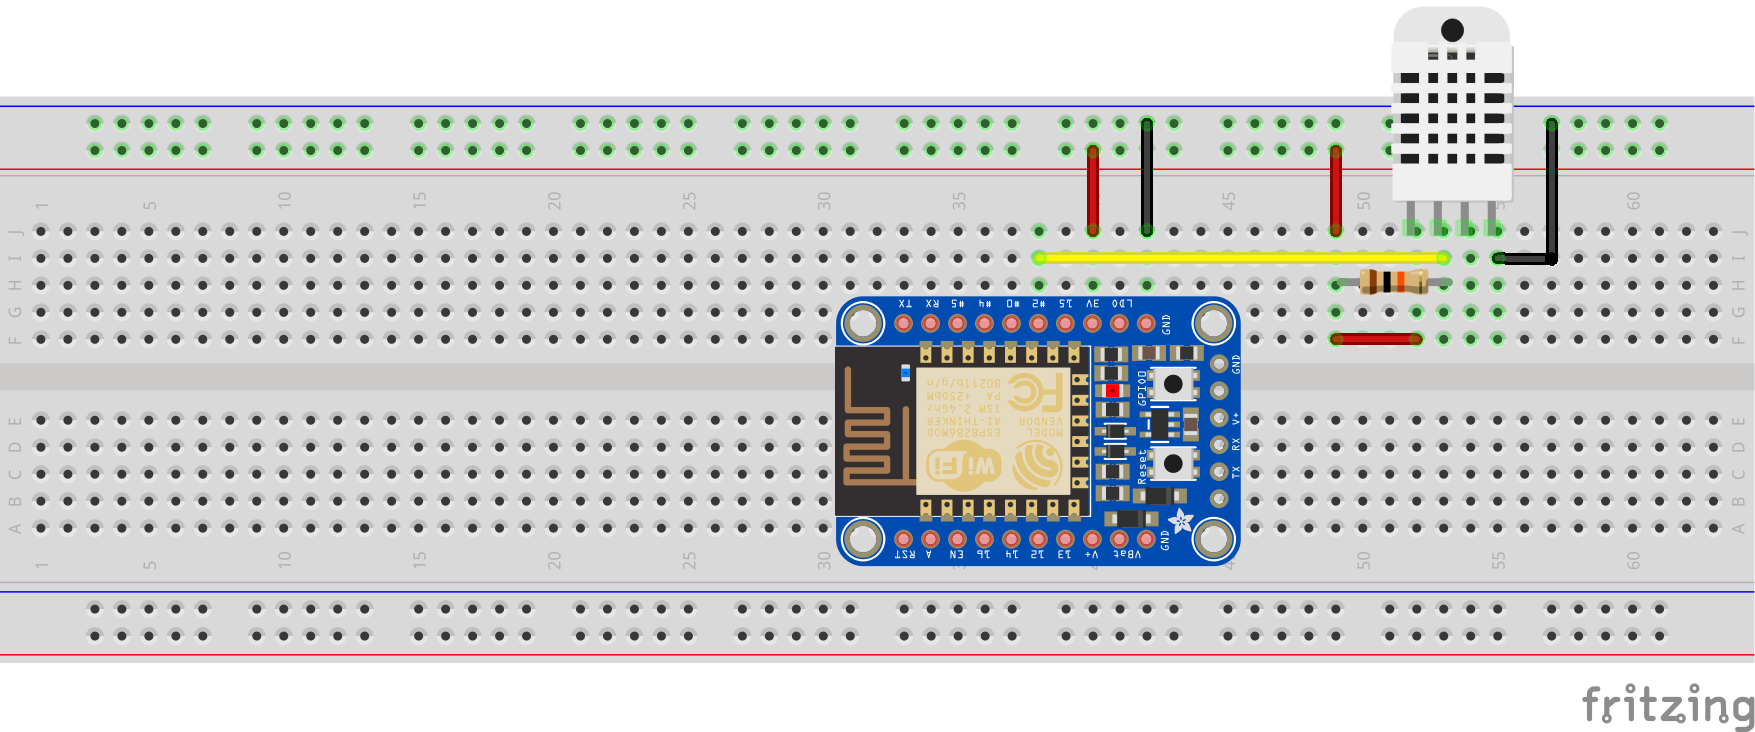 1 5 10 15 20 25 30 35 45 50 55 60
J J
I I
H H
G G
F F
TX RX #5 #4 #0 #2 15 3V LDO GND
GND
GPIO0
V+
RX
TX
Reset
MODEL ESP8266MOD
VENDOR AI-THINKER
ISM 2.4GHz
PA +25dBm
802.11b/g/n
FC
WiFi
E E
D D
C C
B B
A A
RST A EN 16 14 12 13 V+ VBat GND
1 5 10 15 20 25 30 50 55 60
fritzing